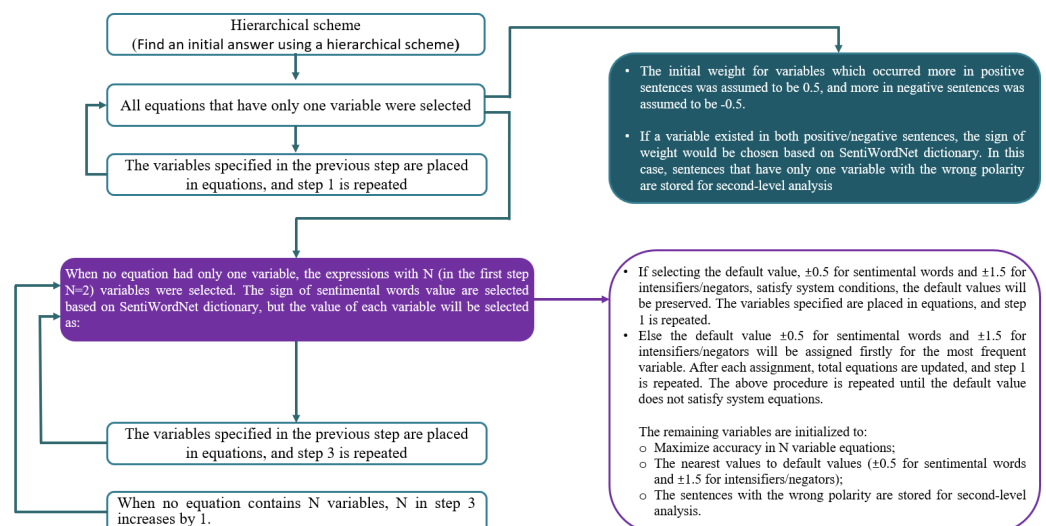 Hierarchical scheme
(Find an initial answer using a hierarchical scheme)
All equations that have only one variable were selected
The variables specified in the previous step are placed
in equations, and step 1 is repeated
• The initial weight for variables which occurred more in positive
sentences was assumed to be 0.5, and more in negative sentences was
assumed to be -0.5.
• If a variable existed in both positive/negative sentences, the sign of
weight would be chosen based on SentiWordNet dictionary. In this
case, sentences that have only one variable with the wrong polarity
are stored for second-level analysis
When no equation had only one variable, the expressions with N (in the first step
N=2) variables were selected. The sign of sentimental words value are selected
based on SentiWordNet dictionary, but the value of each variable will be selected
as:
• If selecting the default value, ±0.5 for sentimental words and ±1.5 for
intensifiers/negators, satisfy system conditions, the default values will
be preserved. The variables specified are placed in equations, and step
1 is repeated.
• Else the default value ±0.5 for sentimental words and ±1.5 for
intensifiers/negators will be assigned firstly for the most frequent
variable. After each assignment, total equations are updated, and step 1
is repeated. The above procedure is repeated until the default value
does not satisfy system equations.
The remaining variables are initialized to:
o Maximize accuracy in N variable equations;
o The nearest values to default values (±0.5 for sentimental words
and ±1.5 for intensifiers/negators);
o The sentences with the wrong polarity are stored for second-level
analysis.
The variables specified in the previous step are placed
in equations, and step 3 is repeated
When no equation contains N variables, N in step 3
increases by 1.